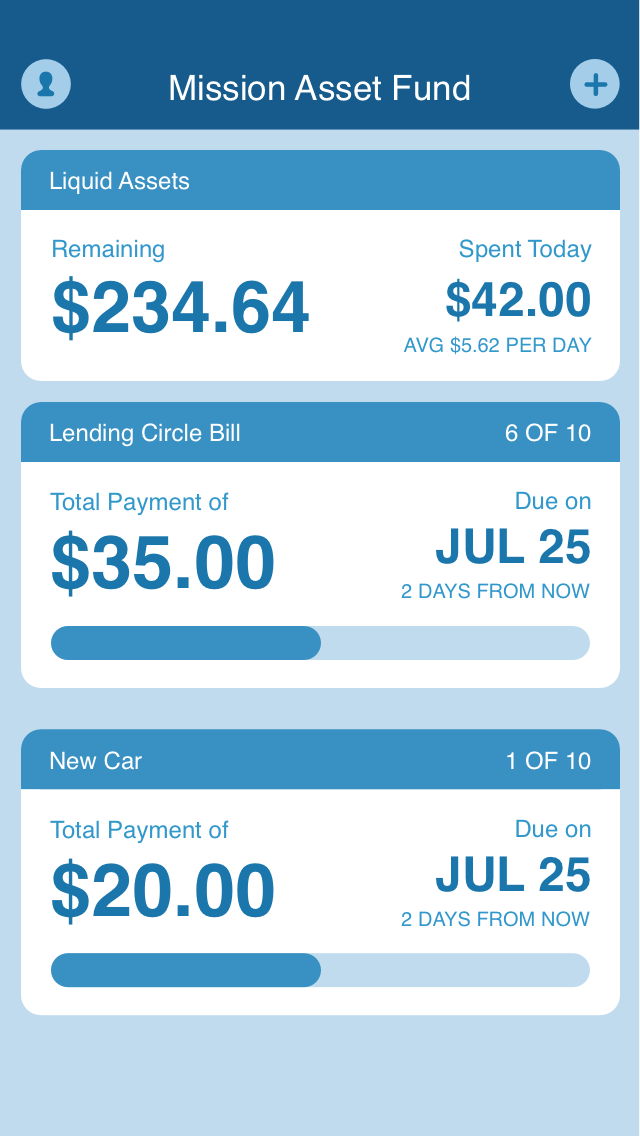 Mission Asset Fund
Liquid Assets
Remaining
Spent Today
$234.64
$42.00
AVG $5.62 PER DAY
Lending Circle Bill
6 OF 10
Total Payment of
Due on
$35.00
JUL 25
2 DAYS FROM NOW
New Car
1 OF 10
Total Payment of
Due on
$20.00
JUL 25
2 DAYS FROM NOW